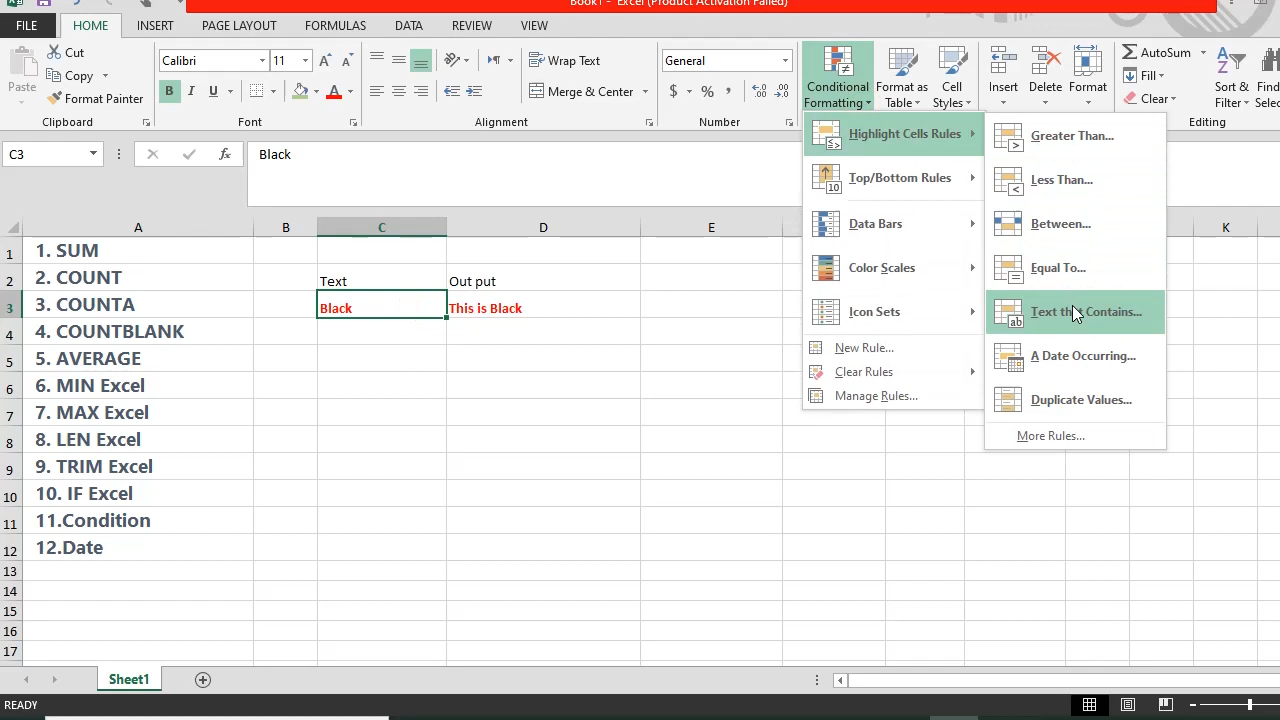 Book1 - Excel (Product Activation Failed)
FILE HOME INSERT PAGE LAYOUT FORMULAS DATA REVIEW VIEW
Cut
Copy
Format Painter
Paste
Clipboard
Calibri 11
B I U A
Font
Wrap Text
Merge & Center
Alignment
General
$ % ,
Number
Conditional Formatting
Format as Table
Cell Styles
Insert
Delete
Format
AutoSum
Fill
Clear
Sort & Filter
Editing
C3 fx Black
Highlight Cells Rules
Top/Bottom Rules
Data Bars
Color Scales
Icon Sets
New Rule...
Clear Rules
Manage Rules...
Greater Than...
Less Than...
Between...
Equal To...
Contains...
A Date Occurring...
Duplicate Values...
More Rules...
A B C D E K
1 1. SUM
2 2. COUNT Text Out put
3 3. COUNTA Black This is Black
4 4. COUNTBLANK
5 5. AVERAGE
6 6. MIN Excel
7 7. MAX Excel
8 8. LEN Excel
9 9. TRIM Excel
10 10. IF Excel
11 11.Condition
12 12.Date
13
14
15
16
17
Sheet1
READY